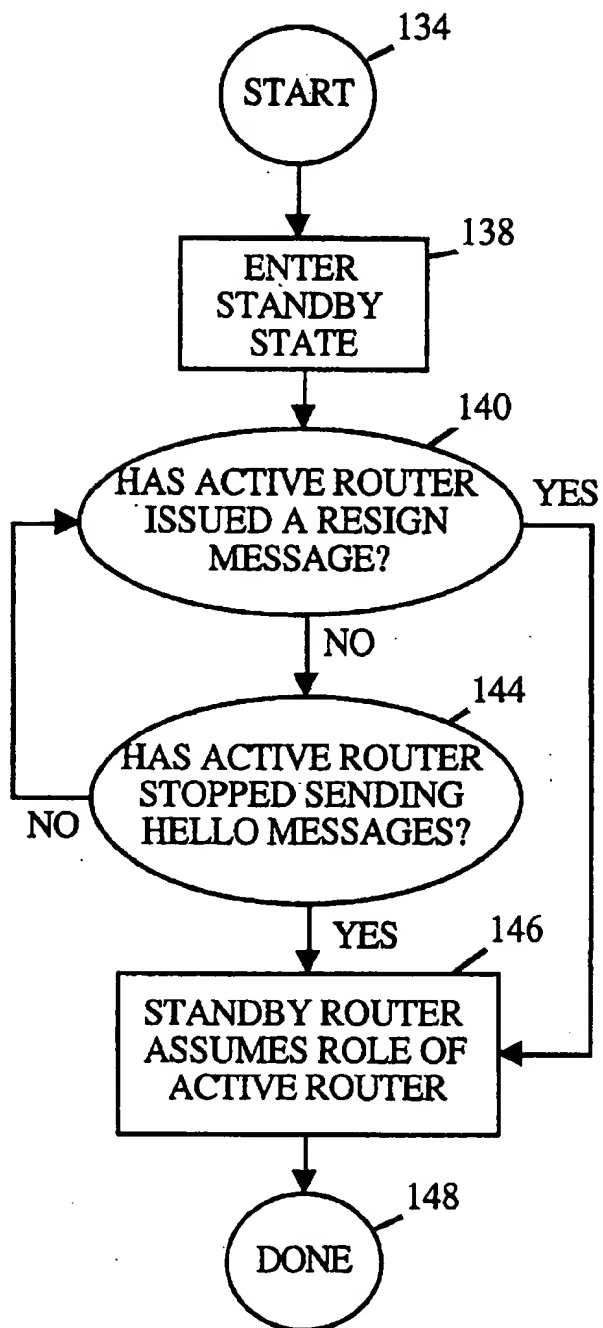 134
START
138
ENTER
STANDBY
STATE
140
HAS ACTIVE ROUTER
ISSUED A RESIGN
MESSAGE?
YES
NO
144
HAS ACTIVE ROUTER
STOPPED SENDING
HELLO MESSAGES?
NO
YES
146
STANDBY ROUTER
ASSUMES ROLE OF
ACTIVE ROUTER
148
DONE